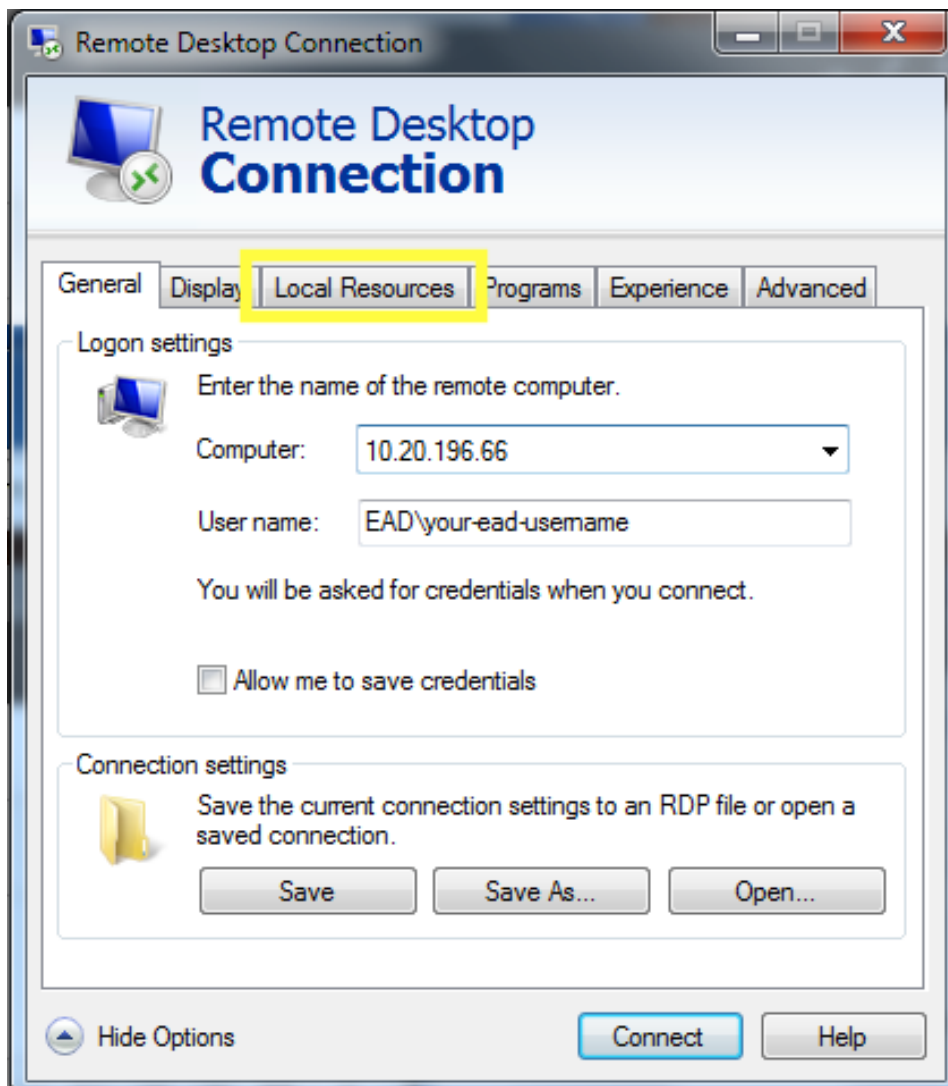 Remote Desktop Connection
Remote Desktop
Connection
General Display Local Resources Programs Experience Advanced
Logon settings
Enter the name of the remote computer.
Computer: 10.20.196.66
User name: EAD\your-ead-username
You will be asked for credentials when you connect.
Allow me to save credentials
Connection settings
Save the current connection settings to an RDP file or open a
saved connection.
Save Save As... Open...
Hide Options Connect Help